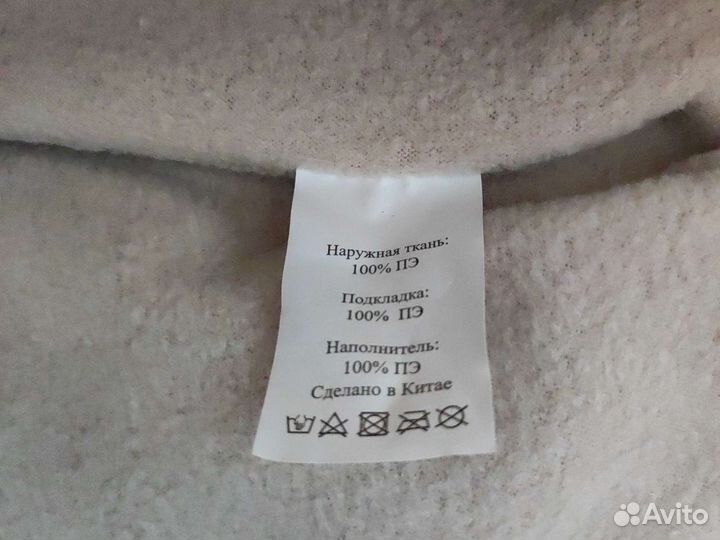 Наружная ткань:
100% ПЭ
Подкладка:
100% ПЭ
Наполнитель:
100% ПЭ
Сделано в Китае
Avito